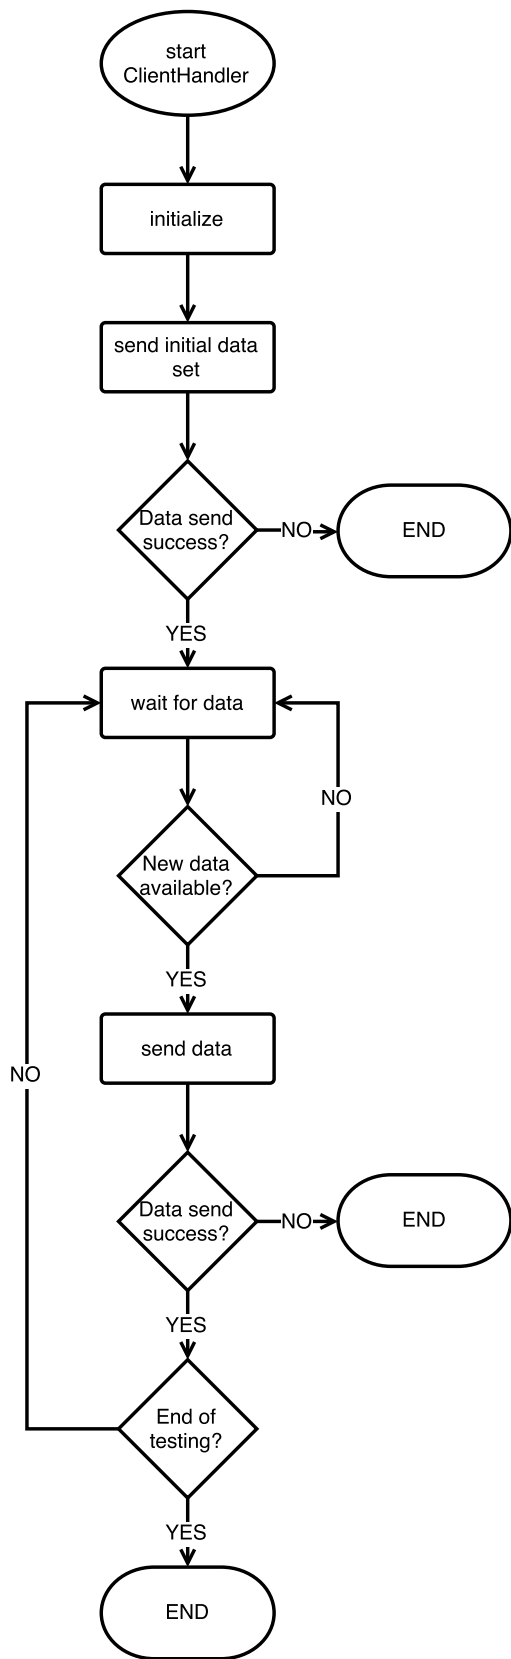 start
ClientHandler
initialize
send initial data
set
Data send
success?
NO
END
YES
wait for data
NO
New data
available?
YES
send data
NO
Data send
success?
NO
END
YES
End of
testing?
YES
END